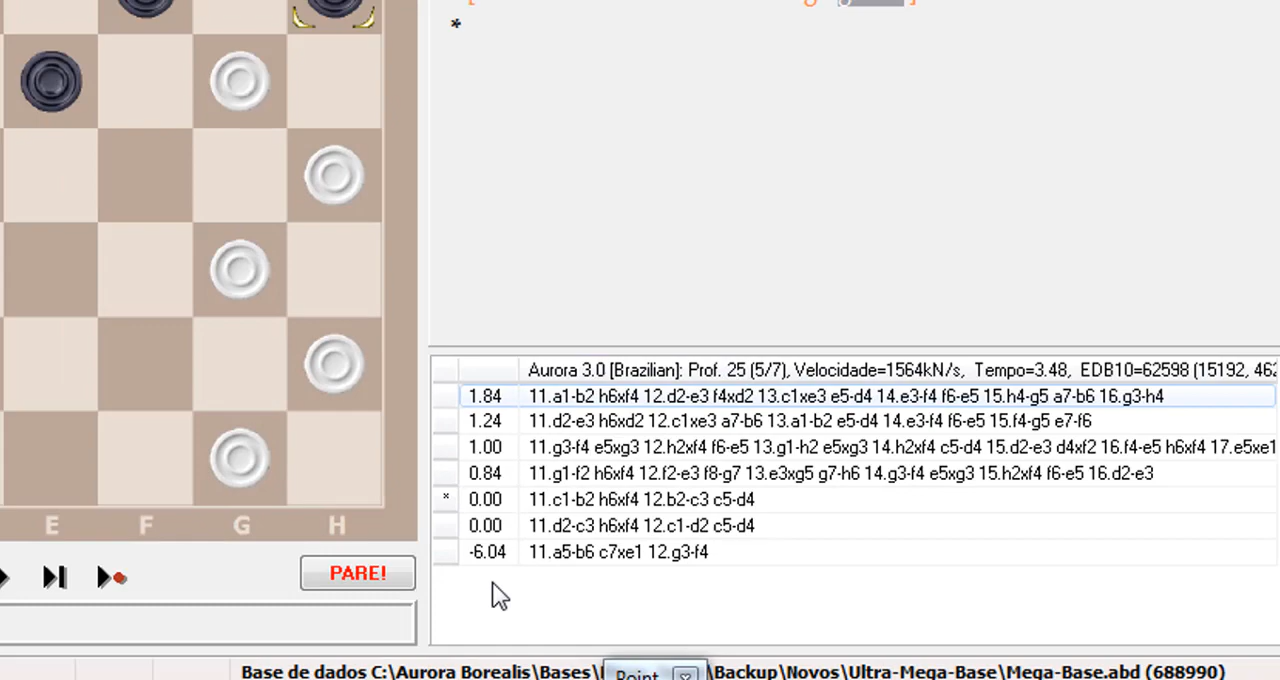 *
Aurora 3.0 [Brazilian]: Prof. 25 (5/7), Velocidade=1564kN/s, Tempo=3.48, EDB10=62598 (15192, 462
1.84 11.a1-b2 h6xf4 12.d2-e3 f4xd2 13.c1xe3 e5-d4 14.e3-f4 f6-e5 15.h4-g5 a7-b6 16.g3-h4
1.24 11.d2-e3 h6xd2 12.c1xe3 a7-b6 13.a1-b2 e5-d4 14.e3-f4 f6-e5 15.f4-g5 e7-f6
1.00 11.g3-f4 e5xg3 12.h2xf4 f6-e5 13.g1-h2 e5xg3 14.h2xf4 c5-d4 15.d2-e3 d4xf2 16.f4-e5 h6xf4 17.e5xe1
0.84 11.g1-f2 h6xf4 12.f2-e3 f8-g7 13.e3xg5 g7-h6 14.g3-f4 e5xg3 15.h2xf4 f6-e5 16.d2-e3
* 0.00 11.c1-b2 h6xf4 12.b2-c3 c5-d4
0.00 11.d2-c3 h6xf4 12.c1-d2 c5-d4
-6.04 11.a5-b6 c7xe1 12.g3-f4
E F G H
PARE!
Base de dados C:\Aurora Borealis\Bases\ Point \Backup\Novos\Ultra-Mega-Base\Mega-Base.abd (688990)